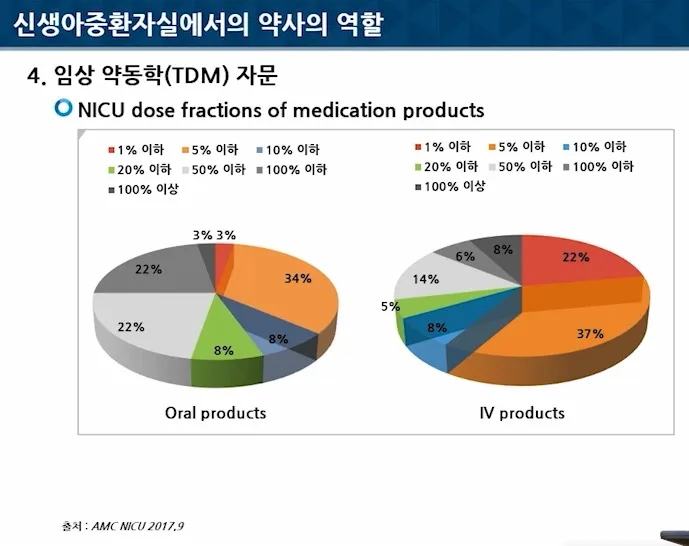 신생아중환자실에서의 약사의 역할
4. 임상 약동학(TDM) 자문
NICU dose fractions of medication products
1% 이하 5% 이하 10% 이하
20% 이하 50% 이하 100% 이하
100% 이상
3% 3%
34%
22%
22%
8%
8%
Oral products
1% 이하 5% 이하 10% 이하
20% 이하 50% 이하 100% 이하
100% 이상
8%
6%
22%
14%
5%
8%
37%
IV products
출처 : AMC NICU 2017.9